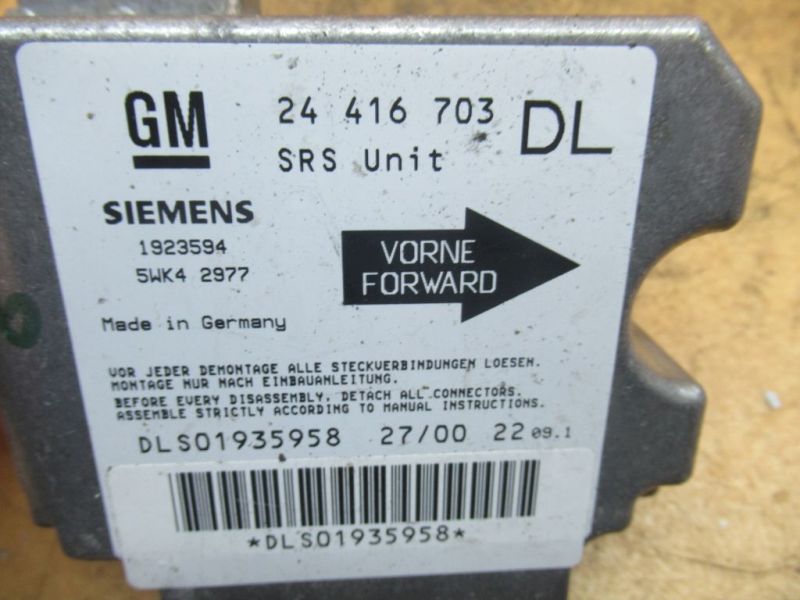 GM 24 416 703 DL
SRS Unit
SIEMENS
1923594
5WK4 2977
VORNE
FORWARD
Made in Germany
VOR JEDER DEMONTAGE ALLE STECKVERBINDUNGEN LOESEN.
MONTAGE NUR NACH EINBAUANLEITUNG.
BEFORE EVERY DISASSEMBLY, DETACH ALL CONNECTORS.
ASSEMBLE STRICTLY ACCORDING TO MANUAL INSTRUCTIONS.
DLS01935958 27/00 22 09.1
*DLS01935958*